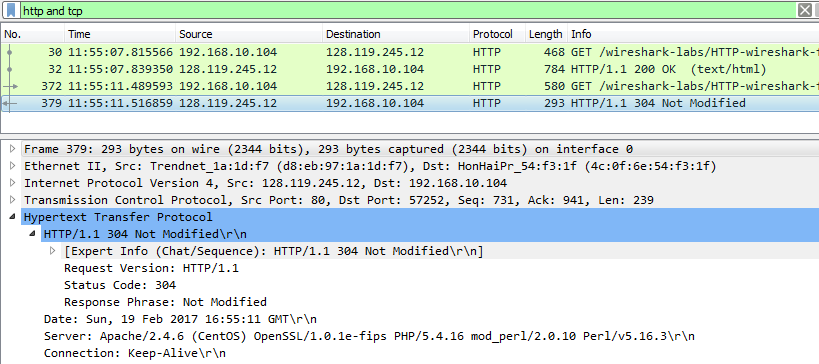 http and tcp
No. Time Source Destination Protocol Length Info
30 11:55:07.815566 192.168.10.104 128.119.245.12 HTTP 468 GET /wireshark-labs/HTTP-wireshark-f
32 11:55:07.839350 128.119.245.12 192.168.10.104 HTTP 784 HTTP/1.1 200 OK (text/html)
372 11:55:11.489593 192.168.10.104 128.119.245.12 HTTP 580 GET /wireshark-labs/HTTP-wireshark-f
379 11:55:11.516859 128.119.245.12 192.168.10.104 HTTP 293 HTTP/1.1 304 Not Modified
Frame 379: 293 bytes on wire (2344 bits), 293 bytes captured (2344 bits) on interface 0
Ethernet II, Src: Trendnet_1a:1d:f7 (d8:eb:97:1a:1d:f7), Dst: HonHaiPr_54:f3:1f (4c:0f:6e:54:f3:1f)
Internet Protocol Version 4, Src: 128.119.245.12, Dst: 192.168.10.104
Transmission Control Protocol, Src Port: 80, Dst Port: 57252, Seq: 731, Ack: 941, Len: 239
Hypertext Transfer Protocol
HTTP/1.1 304 Not Modified\r\n
[Expert Info (Chat/Sequence): HTTP/1.1 304 Not Modified\r\n]
Request Version: HTTP/1.1
Status Code: 304
Response Phrase: Not Modified
Date: Sun, 19 Feb 2017 16:55:11 GMT\r\n
Server: Apache/2.4.6 (CentOS) OpenSSL/1.0.1e-fips PHP/5.4.16 mod_perl/2.0.10 Perl/v5.16.3\r\n
Connection: Keep-Alive\r\n